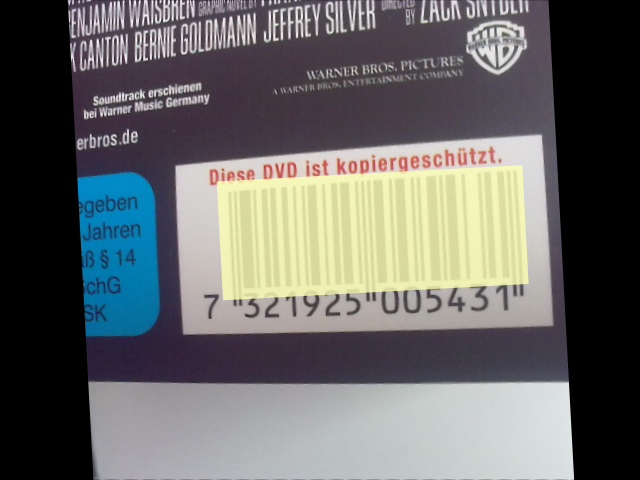 BENJAMIN WAISBREN GRAPHIC NOVEL BY
DIRECTED BY ZACK SNYDER
CANTON BERNIE GOLDMANN JEFFREY SILVER
WARNER BROS. PICTURES
A WARNER BROS. ENTERTAINMENT COMPANY
WB
Soundtrack erschienen
bei Warner Music Germany
erbros.de
egeben
Jahren
ß § 14
chG
SK
Diese DVD ist kopiergeschützt.
7 "321925"005431"